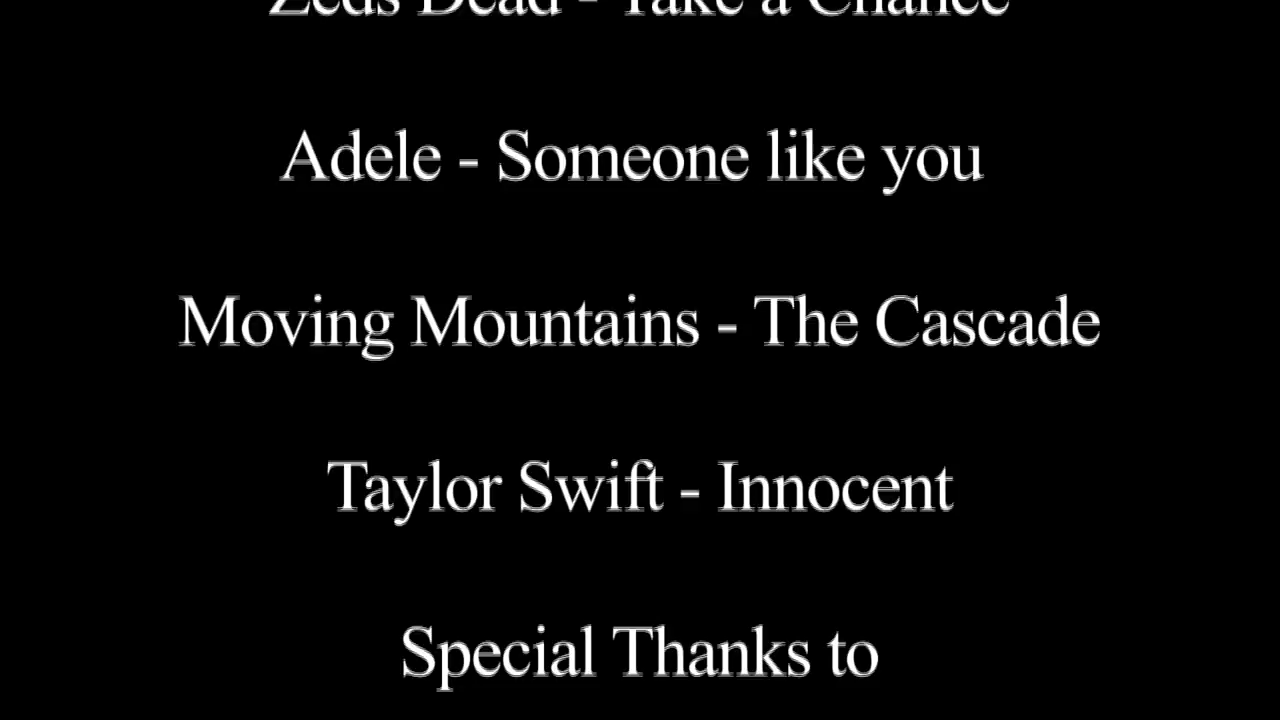 Zeds Dead - Take a Chance
Adele - Someone like you
Moving Mountains - The Cascade
Taylor Swift - Innocent
Special Thanks to